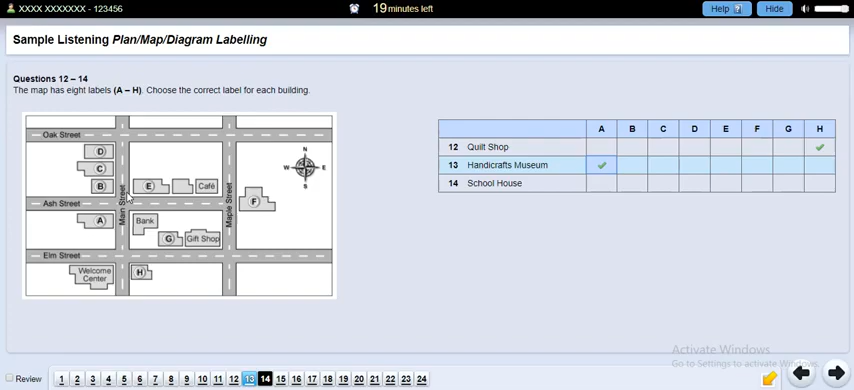 XXXX XXXXXXX - 123456
19 minutes left
Help ?
Hide
Sample Listening Plan/Map/Diagram Labelling
Questions 12 – 14
The map has eight labels (A – H). Choose the correct label for each building.
Oak Street
D
C
B
E
Café
Main Street
Maple Street
N
W E
S
Ash Street
F
A
Bank
G
Gift Shop
Elm Street
Welcome
Center
H
A B C D E F G H
12 Quilt Shop
13 Handicrafts Museum
14 School House
Activate Windows
Go to Settings to activate Windows.
Review
1 2 3 4 5 6 7 8 9 10 11 12 13 14 15 16 17 18 19 20 21 22 23 24